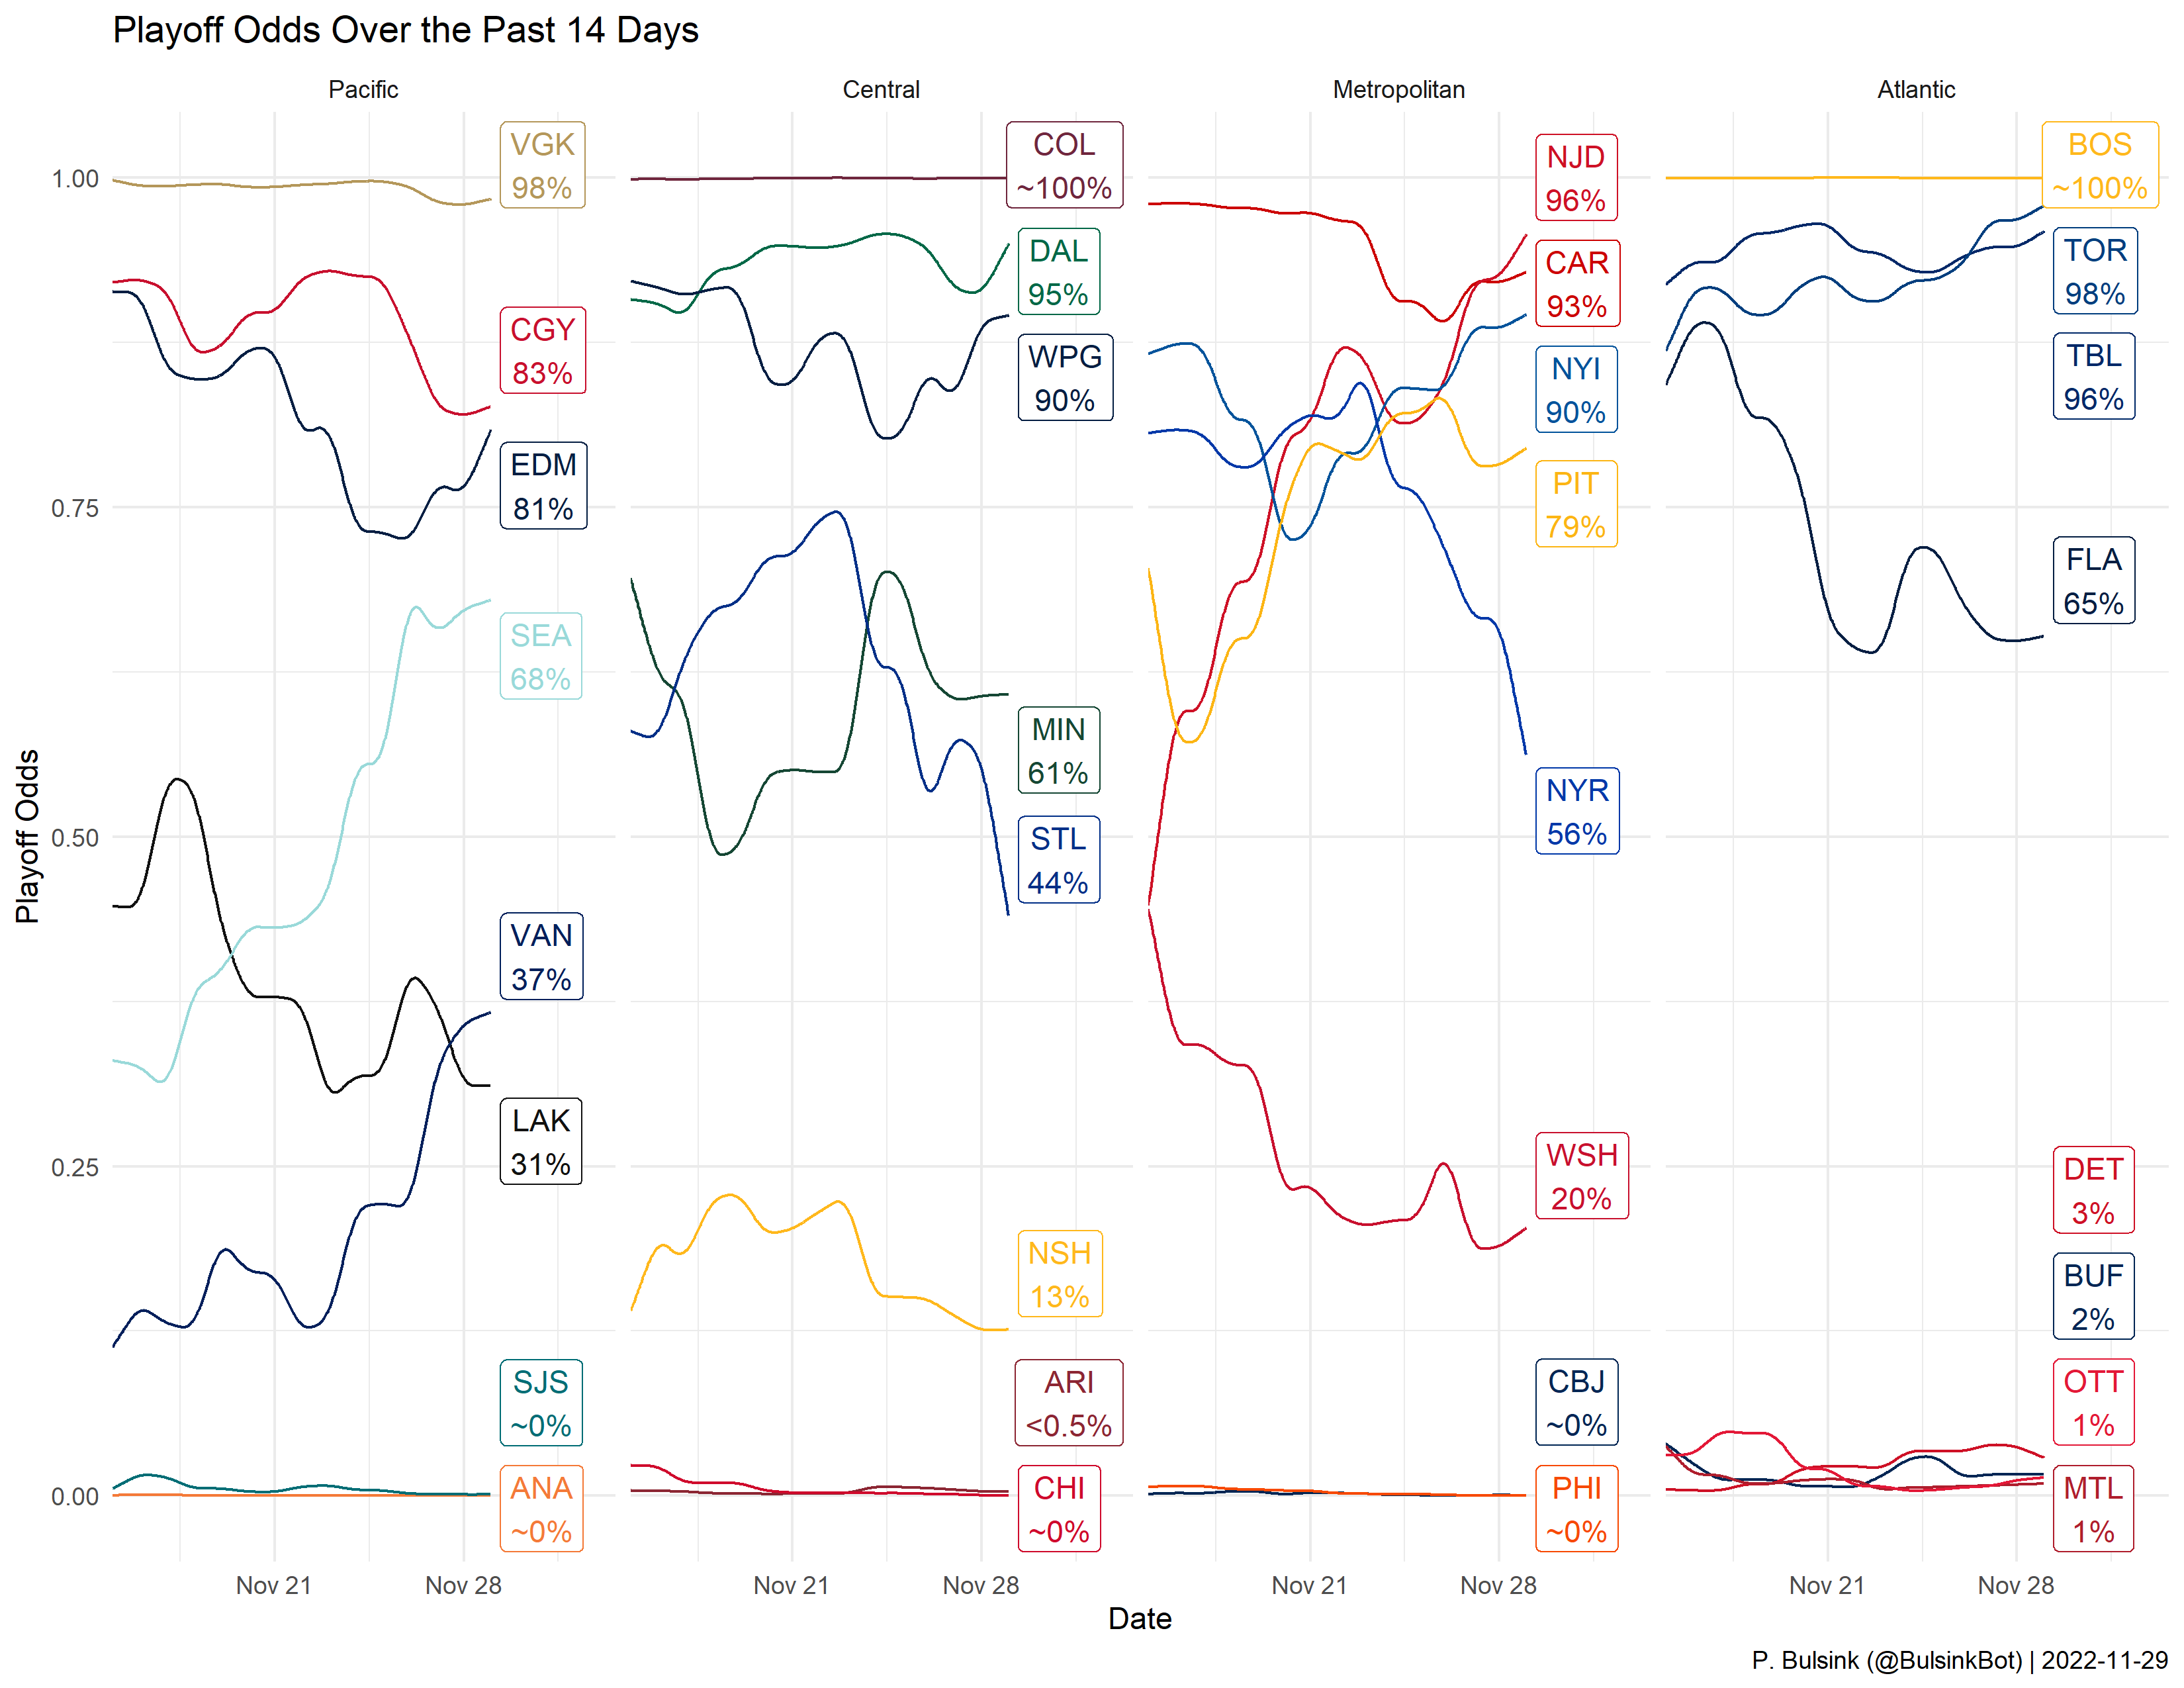 Playoff Odds Over the Past 14 Days
Pacific
Central
Metropolitan
Atlantic
Playoff Odds
1.00
0.75
0.50
0.25
0.00
VGK
98%
CGY
83%
EDM
81%
SEA
68%
VAN
37%
LAK
31%
SJS
~0%
ANA
~0%
COL
~100%
DAL
95%
WPG
90%
MIN
61%
STL
44%
NSH
13%
ARI
<0.5%
CHI
~0%
NJD
96%
CAR
93%
NYI
90%
PIT
79%
NYR
56%
WSH
20%
CBJ
~0%
PHI
~0%
BOS
~100%
TOR
98%
TBL
96%
FLA
65%
DET
3%
BUF
2%
OTT
1%
MTL
1%
Nov 21
Nov 28
Nov 21
Nov 28
Nov 21
Nov 28
Nov 21
Nov 28
Date
P. Bulsink (@BulsinkBot) | 2022-11-29